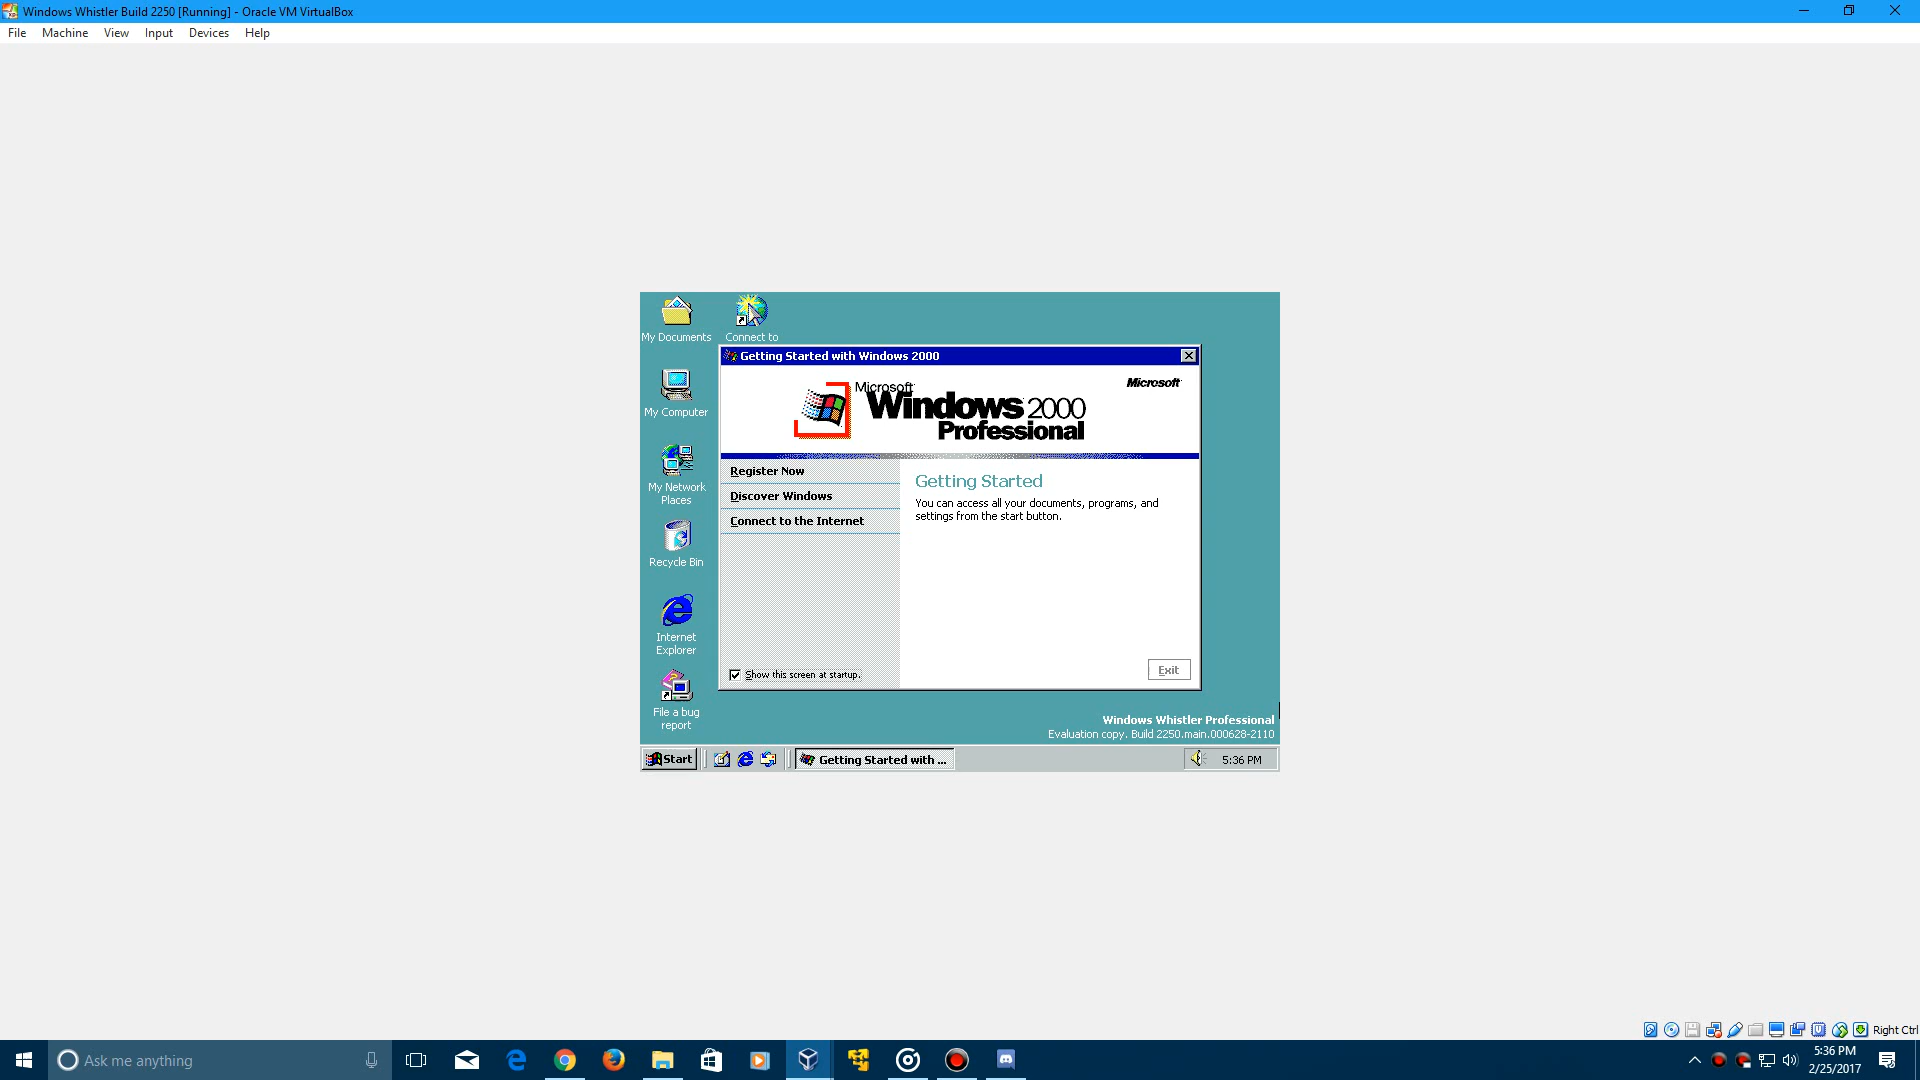 Windows Whistler Build 2250 [Running] - Oracle VM VirtualBox
File Machine View Input Devices Help
My Documents
Connect to
My Computer
My Network
Places
Recycle Bin
Internet
Explorer
File a bug
report
Getting Started with Windows 2000
Microsoft
Microsoft
Windows 2000
Professional
Register Now
Discover Windows
Connect to the Internet
Getting Started
You can access all your documents, programs, and
settings from the start button.
Show this screen at startup.
Exit
Windows Whistler Professional
Evaluation copy. Build 2250.main.000628-2110
Start
Getting Started with ...
5:36 PM
Right Ctrl
Ask me anything
5:36 PM
2/25/2017